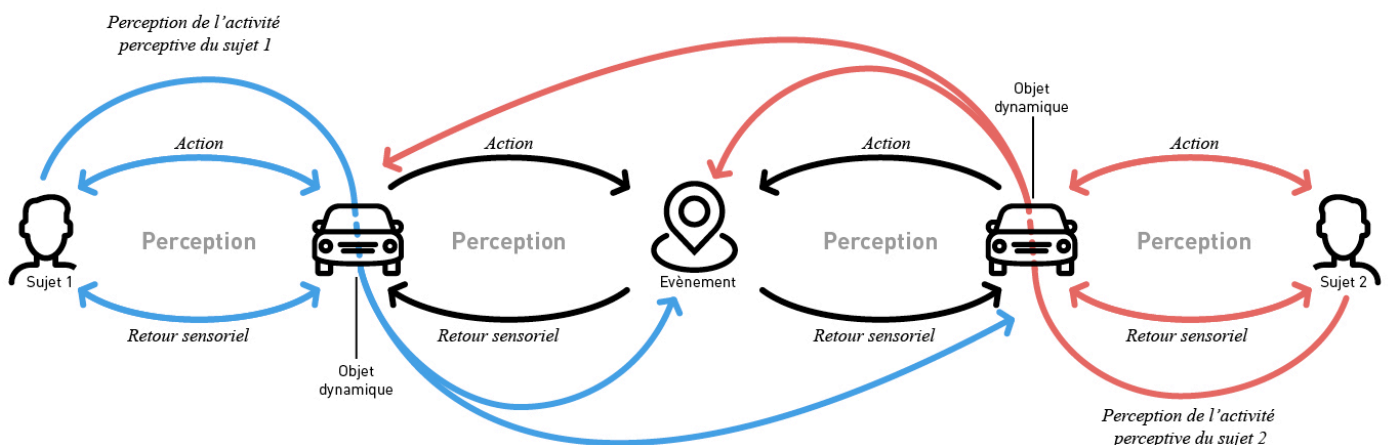 Perception de l’activité
perceptive du sujet 1
Objet
dynamique
Action
Action
Action
Action
Perception
Perception
Perception
Perception
Sujet 1
Evènement
Sujet 2
Retour sensoriel
Retour sensoriel
Retour sensoriel
Retour sensoriel
Objet
dynamique
Perception de l’activité
perceptive du sujet 2